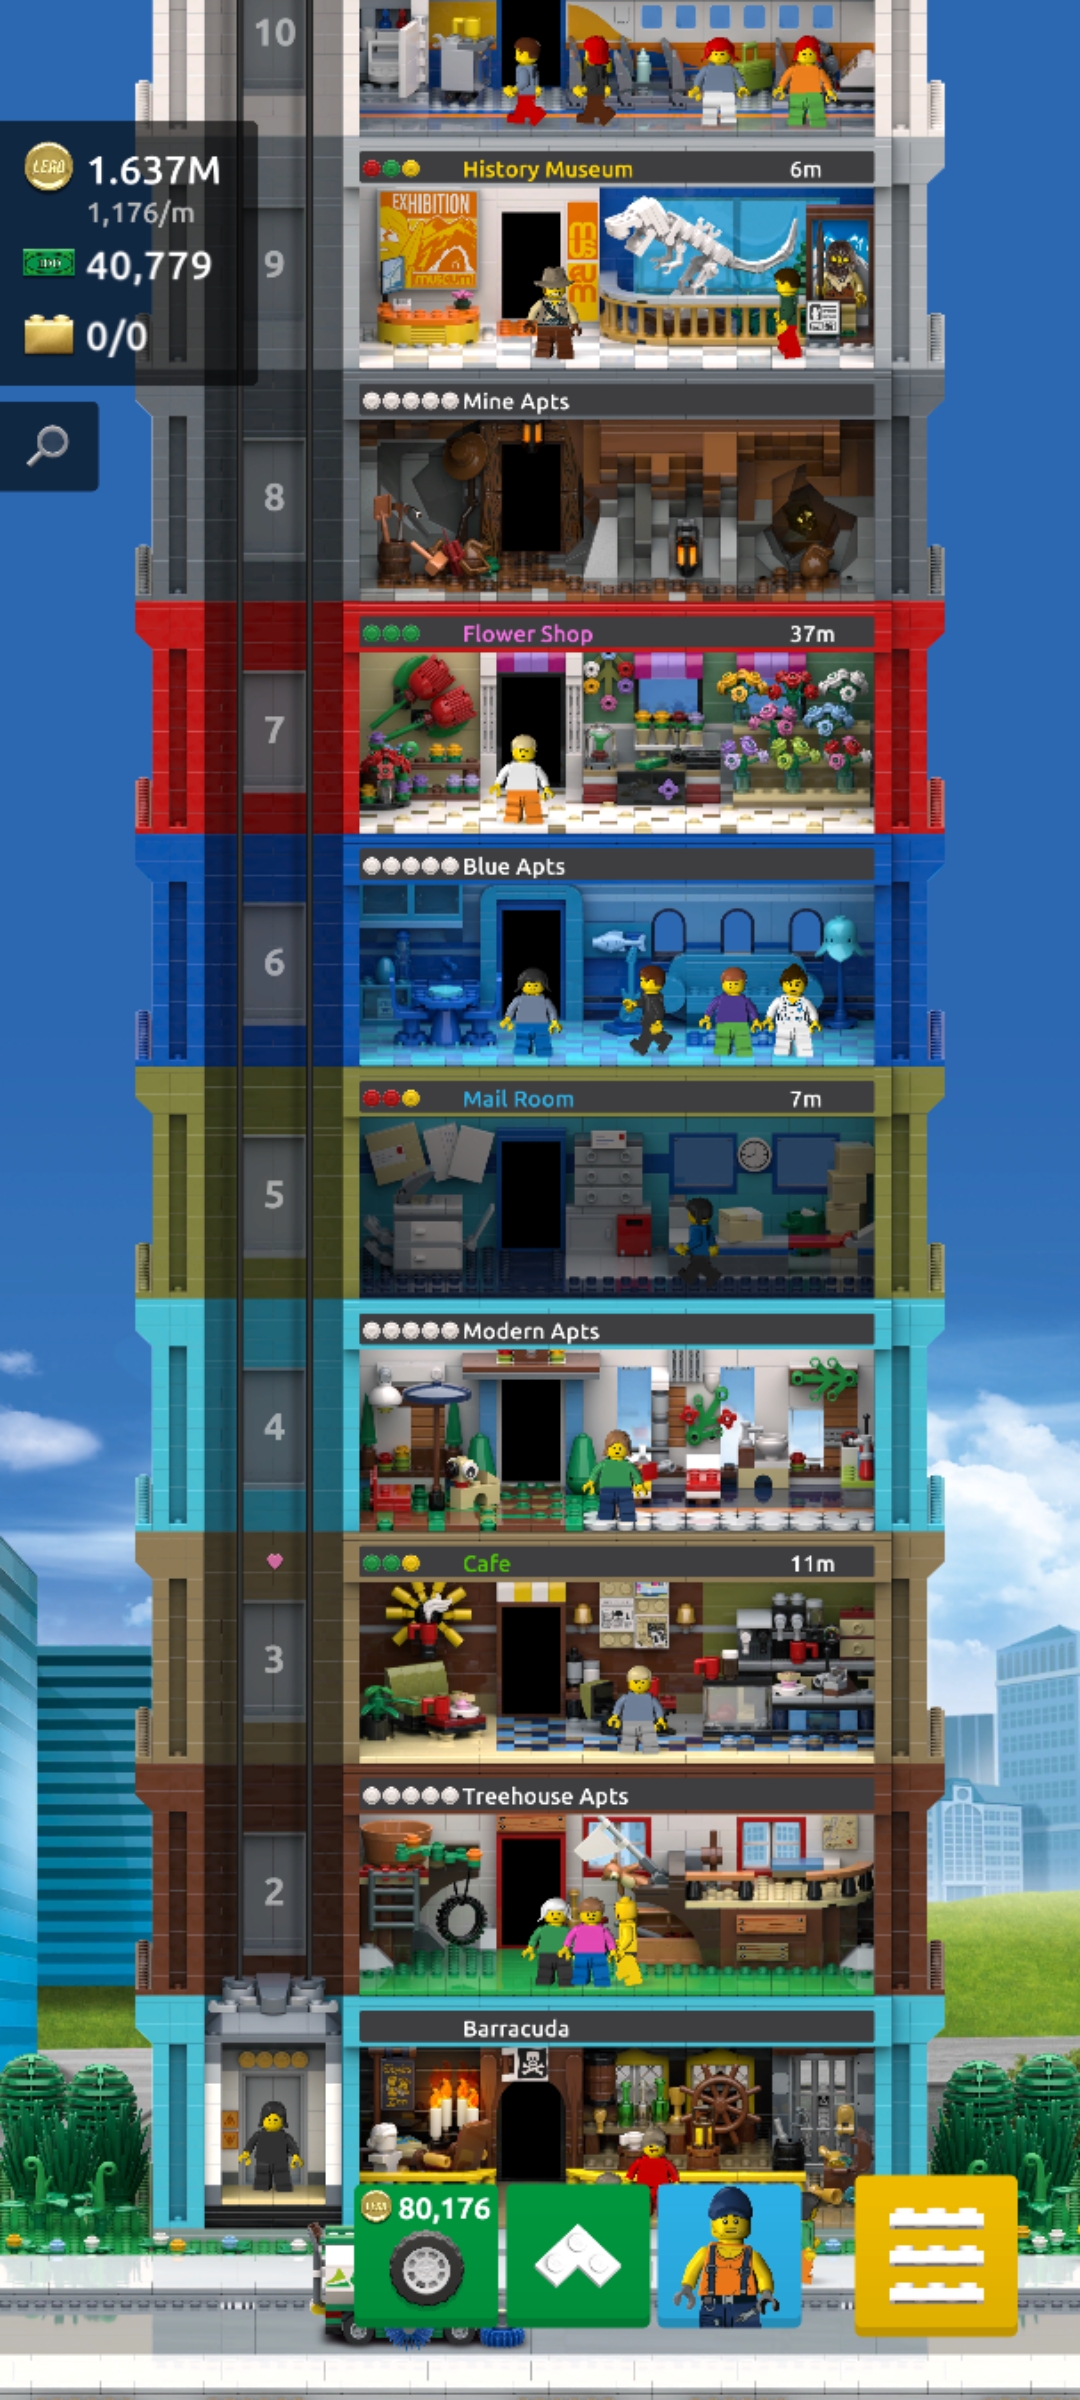 10
1.637M
1,176/m
40,779
0/0
History Museum 6m
EXHIBITION
museum
mus
eum
9
Mine Apts
8
Flower Shop 37m
7
Blue Apts
6
Mail Room 7m
5
Modern Apts
4
Cafe 11m
3
Treehouse Apts
2
Barracuda
80,176